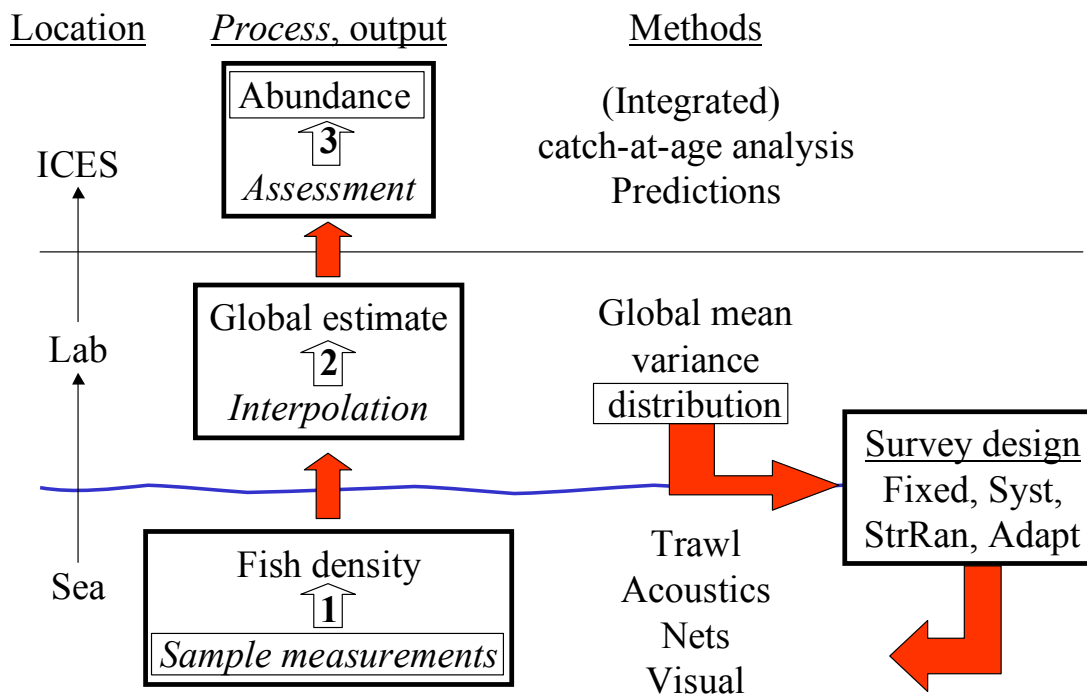 Location
Process, output
Methods
Abundance
3
Assessment
(Integrated)
catch-at-age analysis
Predictions
ICES
Global estimate
2
Interpolation
Global mean
variance
distribution
Lab
Survey design
Fixed, Syst,
StrRan, Adapt
Fish density
1
Sample measurements
Trawl
Acoustics
Nets
Visual
Sea